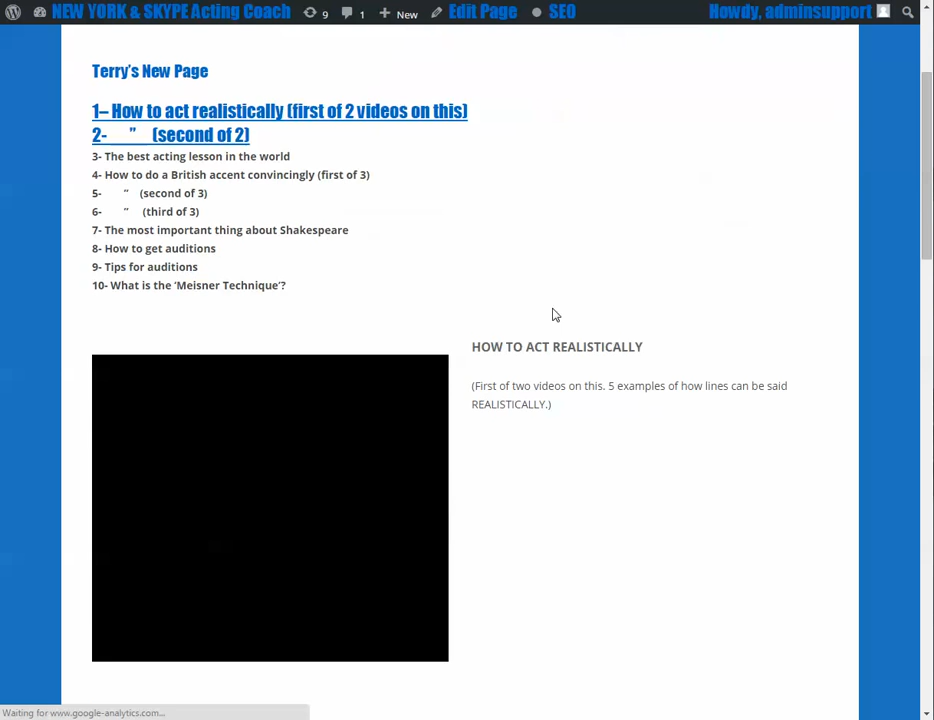 NEW YORK & SKYPE Acting Coach 9 1 New Edit Page SEO Howdy, adminsupport
Terry's New Page
1– How to act realistically (first of 2 videos on this)
2- ” (second of 2)
3- The best acting lesson in the world
4- How to do a British accent convincingly (first of 3)
5- “ (second of 3)
6- “ (third of 3)
7- The most important thing about Shakespeare
8- How to get auditions
9- Tips for auditions
10- What is the ‘Meisner Technique’?
HOW TO ACT REALISTICALLY
(First of two videos on this. 5 examples of how lines can be said
REALISTICALLY.)
Waiting for www.google-analytics.com...